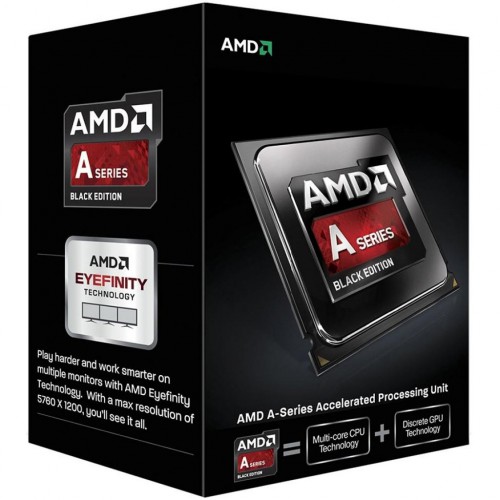 AMD
A SERIES
BLACK EDITION
AMD
EYEFINITY
TECHNOLOGY
Play harder and work smarter on
multiple monitors with AMD Eyefinity
Technology. With a max resolution of
5760 X 1200, you'll see it all.
AMD
AMD
A SERIES
BLACK EDITION
AMD A-Series Accelerated Processing Unit
AMD
A SERIES
BLACK EDITION
=
Multi-core CPU
Technology
+
Discrete GPU
Technology